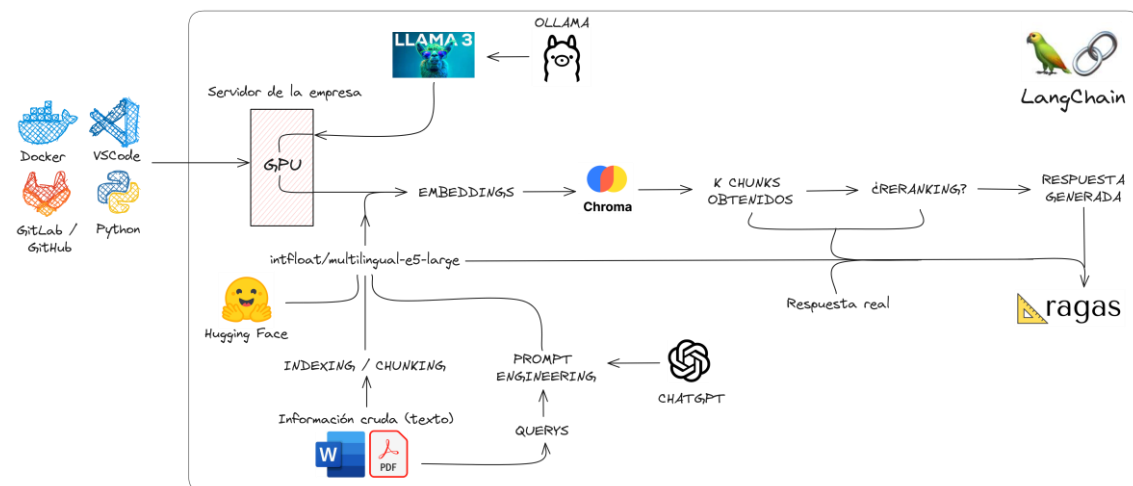 OLLAMA
LLAMA 3
LangChain
Servidor de la empresa
Docker
VSCode
GPU
EMBEDDINGS
Chroma
K CHUNKS
OBTENIDOS
¿RERANKING?
RESPUESTA
GENERADA
GitLab /
GitHub
Python
intfloat/multilingual-e5-large
Respuesta real
ragas
Hugging Face
INDEXING / CHUNKING
PROMPT
ENGINEERING
CHATGPT
Información cruda (texto)
QUERYS
W
PDF